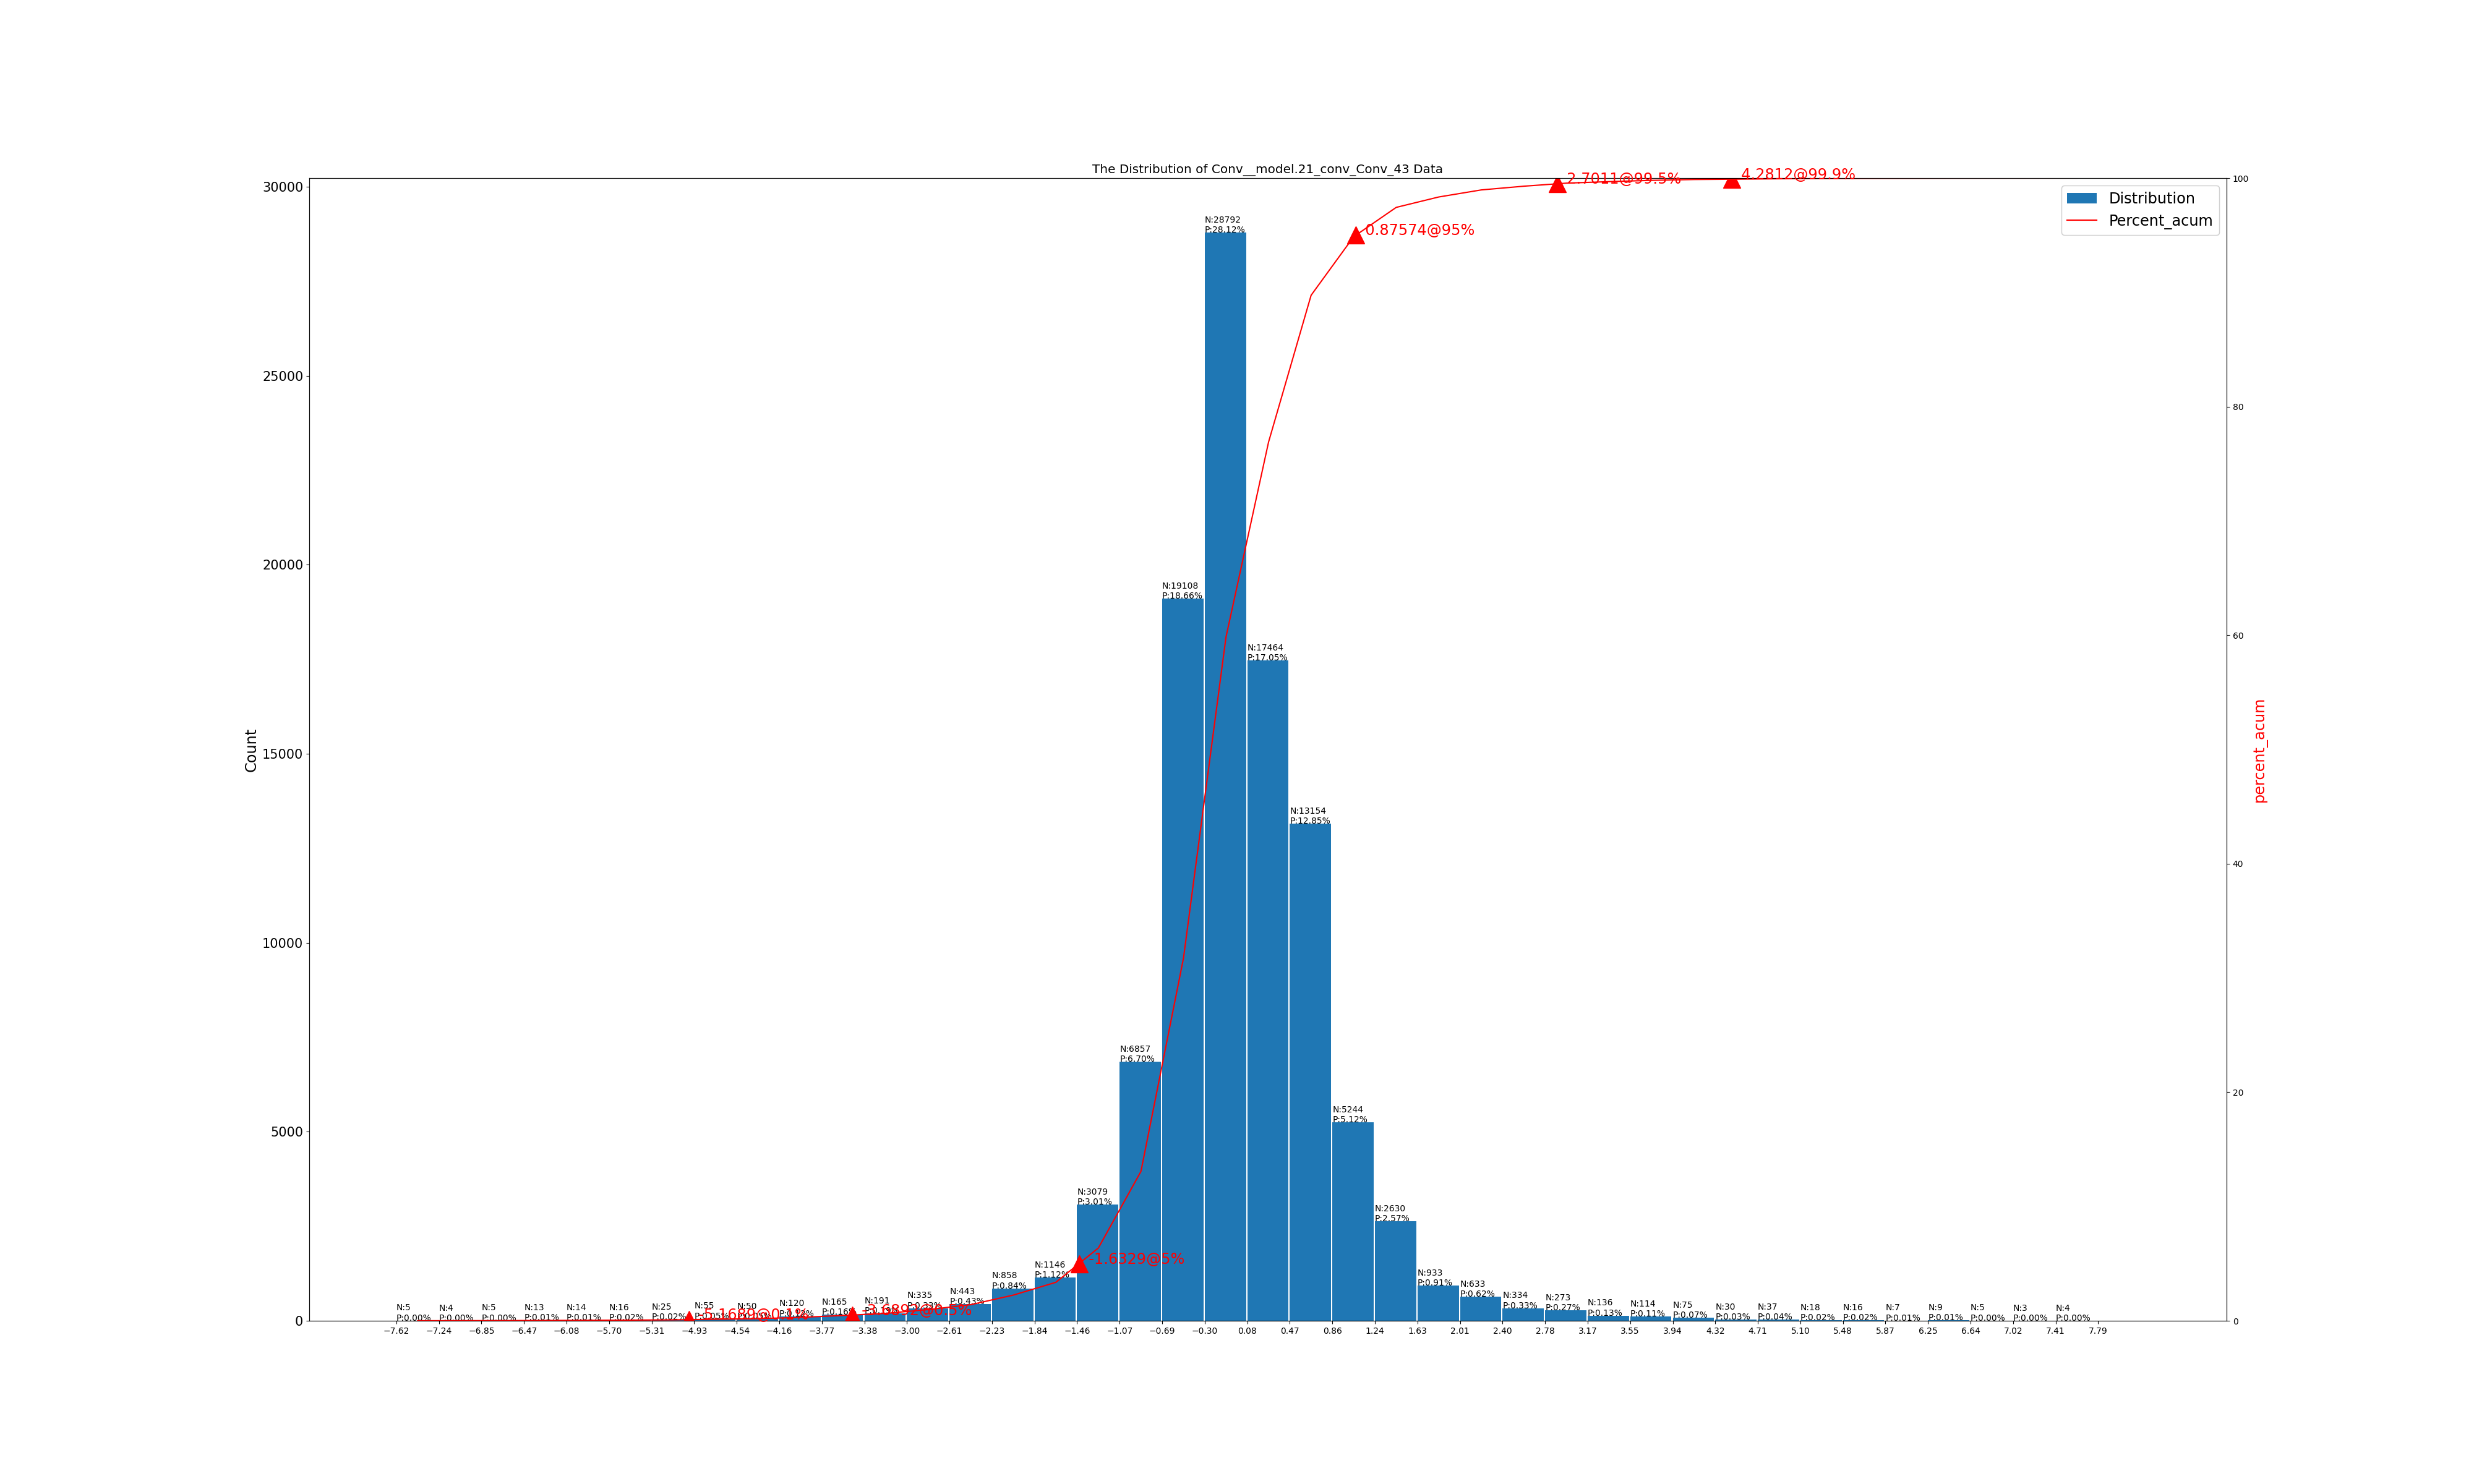 The Distribution of Conv__model.21_conv_Conv_43 Data
30000
25000
20000
15000
10000
5000
0
Count
100
80
60
40
20
0
percent_acum
Distribution
Percent_acum
2.7011@99.5%
4.2812@99.9%
0.87574@95%
-1.6329@5%
N:5
P:0.00%
N:4
P:0.00%
N:5
P:0.00%
N:13
P:0.01%
N:14
P:0.01%
N:16
P:0.02%
N:25
P:0.02%
N:55
P:0.05%
N:50
N:120
N:165
P:0.16%
N:191
N:335
N:443
P:0.43%
N:858
P:0.84%
N:1146
P:1.12%
N:3079
P:3.01%
N:6857
P:6.70%
N:19108
P:18.66%
N:28792
P:28.12%
N:17464
P:17.05%
N:13154
P:12.85%
N:5244
P:5.12%
N:2630
P:2.57%
N:933
P:0.91%
N:633
P:0.62%
N:334
P:0.33%
N:273
P:0.27%
N:136
P:0.13%
N:114
P:0.11%
N:75
P:0.07%
N:30
P:0.03%
N:37
P:0.04%
N:18
P:0.02%
N:16
P:0.02%
N:7
P:0.01%
N:9
P:0.01%
N:5
P:0.00%
N:3
P:0.00%
N:4
P:0.00%
−7.62 −7.24 −6.85 −6.47 −6.08 −5.70 −5.31 −4.93 −4.54 −4.16 −3.77 −3.38 −3.00 −2.61 −2.23 −1.84 −1.46 −1.07 −0.69 −0.30 0.08 0.47 0.86 1.24 1.63 2.01 2.40 2.78 3.17 3.55 3.94 4.32 4.71 5.10 5.48 5.87 6.25 6.64 7.02 7.41 7.79